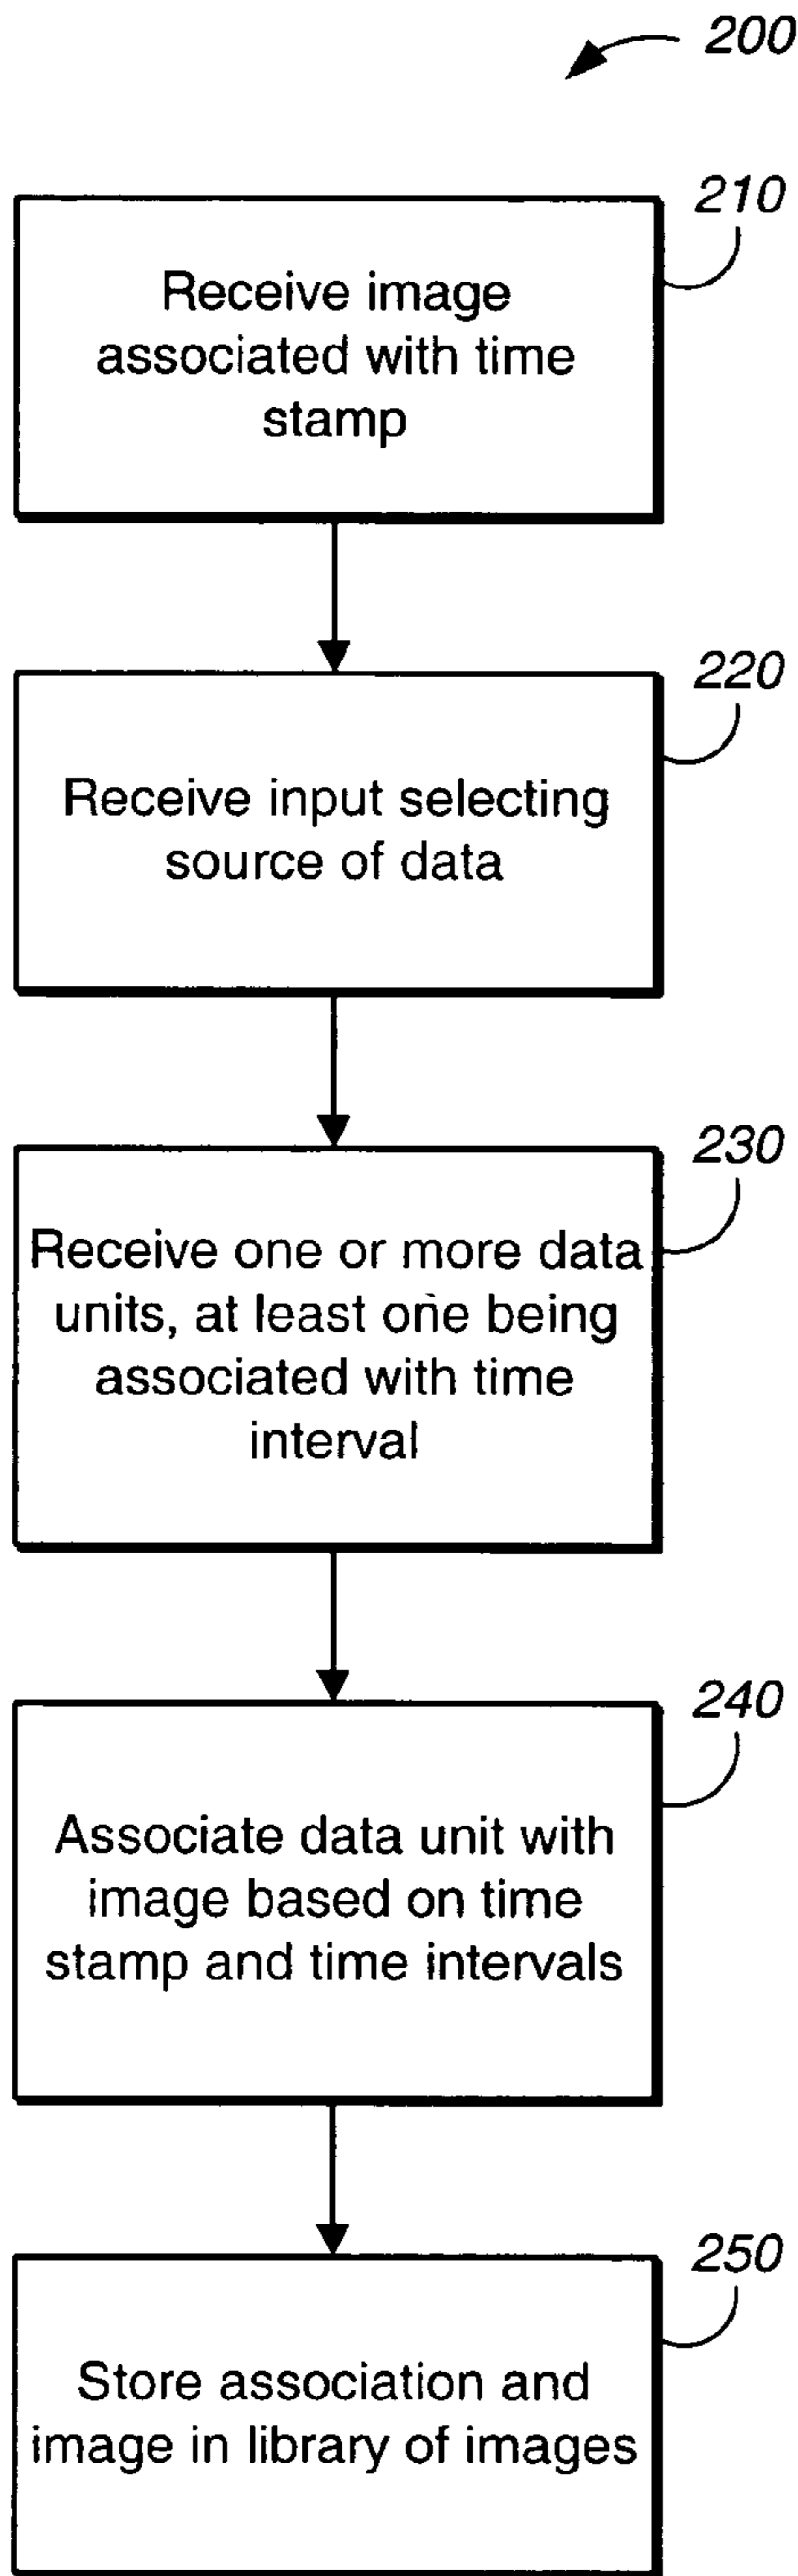 200
210
Receive image
associated with time
stamp
220
Receive input selecting
source of data
230
Receive one or more data
units, at least one being
associated with time
interval
240
Associate data unit with
image based on time
stamp and time intervals
250
Store association and
image in library of images